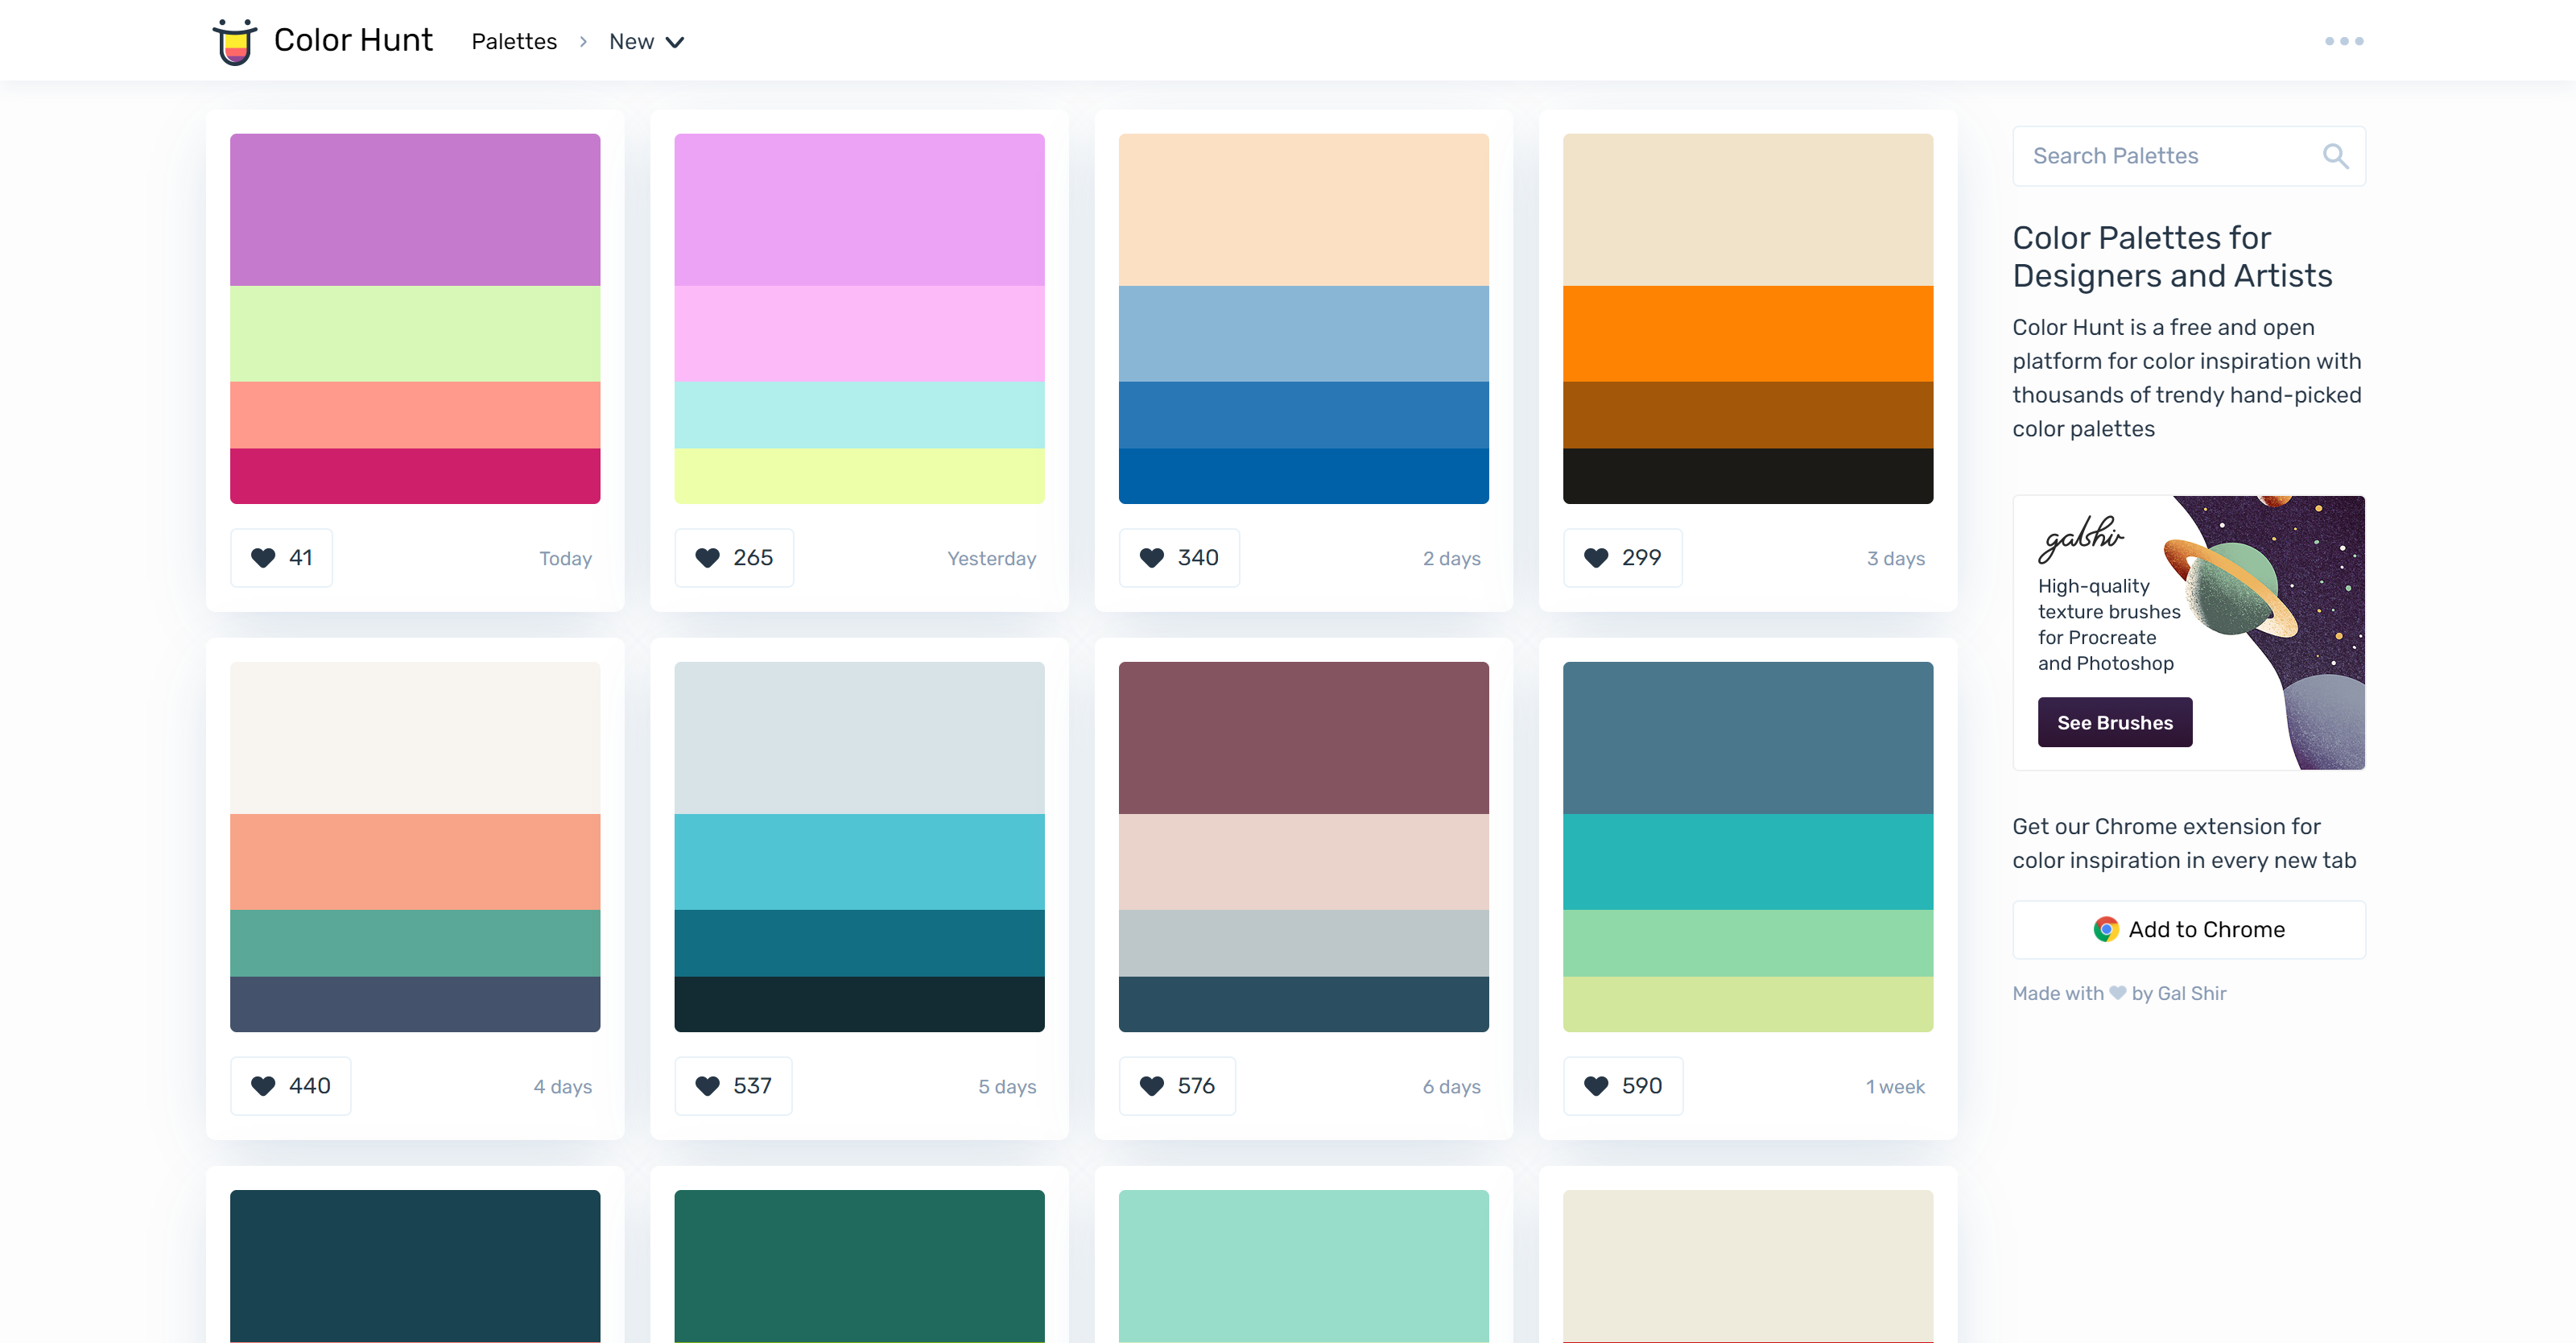 Color Hunt
Palettes
New
41
Today
265
Yesterday
340
2 days
299
3 days
440
4 days
537
5 days
576
6 days
590
1 week
Search Palettes
Color Palettes for
Designers and Artists
Color Hunt is a free and open
platform for color inspiration with
thousands of trendy hand-picked
color palettes
galshir
High-quality
texture brushes
for Procreate
and Photoshop
See Brushes
Get our Chrome extension for
color inspiration in every new tab
Add to Chrome
Made with ♥ by Gal Shir